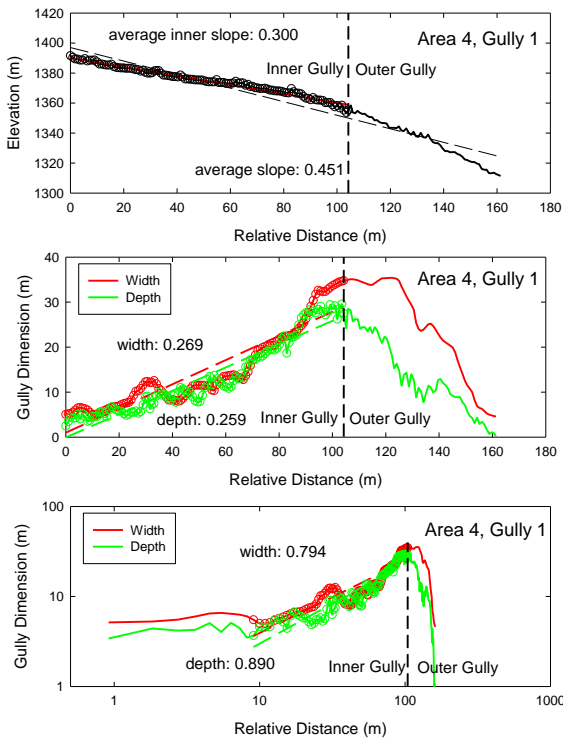 1420
1400
1380
1360
1340
1320
1300
Elevation (m)
average inner slope: 0.300
Area 4, Gully 1
Inner Gully
Outer Gully
average slope: 0.451
0 20 40 60 80 100 120 140 160 180
Relative Distance (m)
40
30
20
10
0
Gully Dimension (m)
Width
Depth
Area 4, Gully 1
width: 0.269
depth: 0.259
Inner Gully
Outer Gully
0 20 40 60 80 100 120 140 160 180
Relative Distance (m)
100
10
1
Gully Dimension (m)
Width
Depth
Area 4, Gully 1
width: 0.794
depth: 0.890
Inner Gully
Outer Gully
1 10 100 1000
Relative Distance (m)